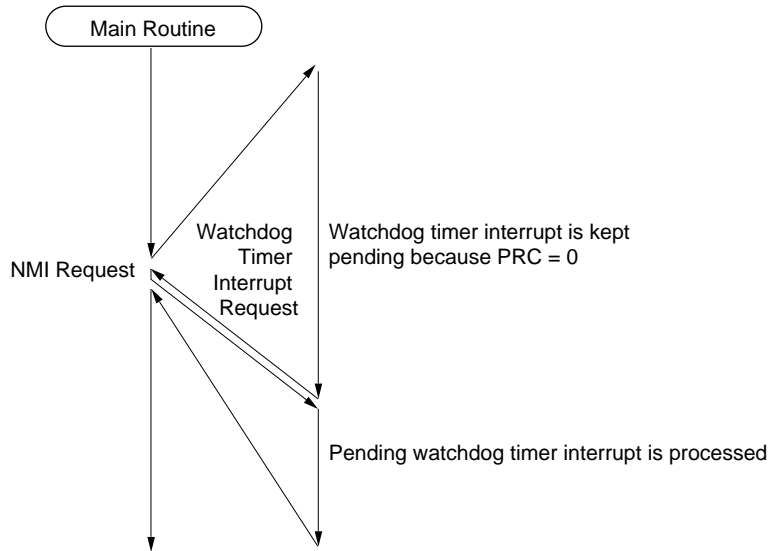 Main Routine
NMI Request
Watchdog
Timer
Interrupt
Request
Watchdog timer interrupt is kept
pending because PRC = 0
Pending watchdog timer interrupt is processed